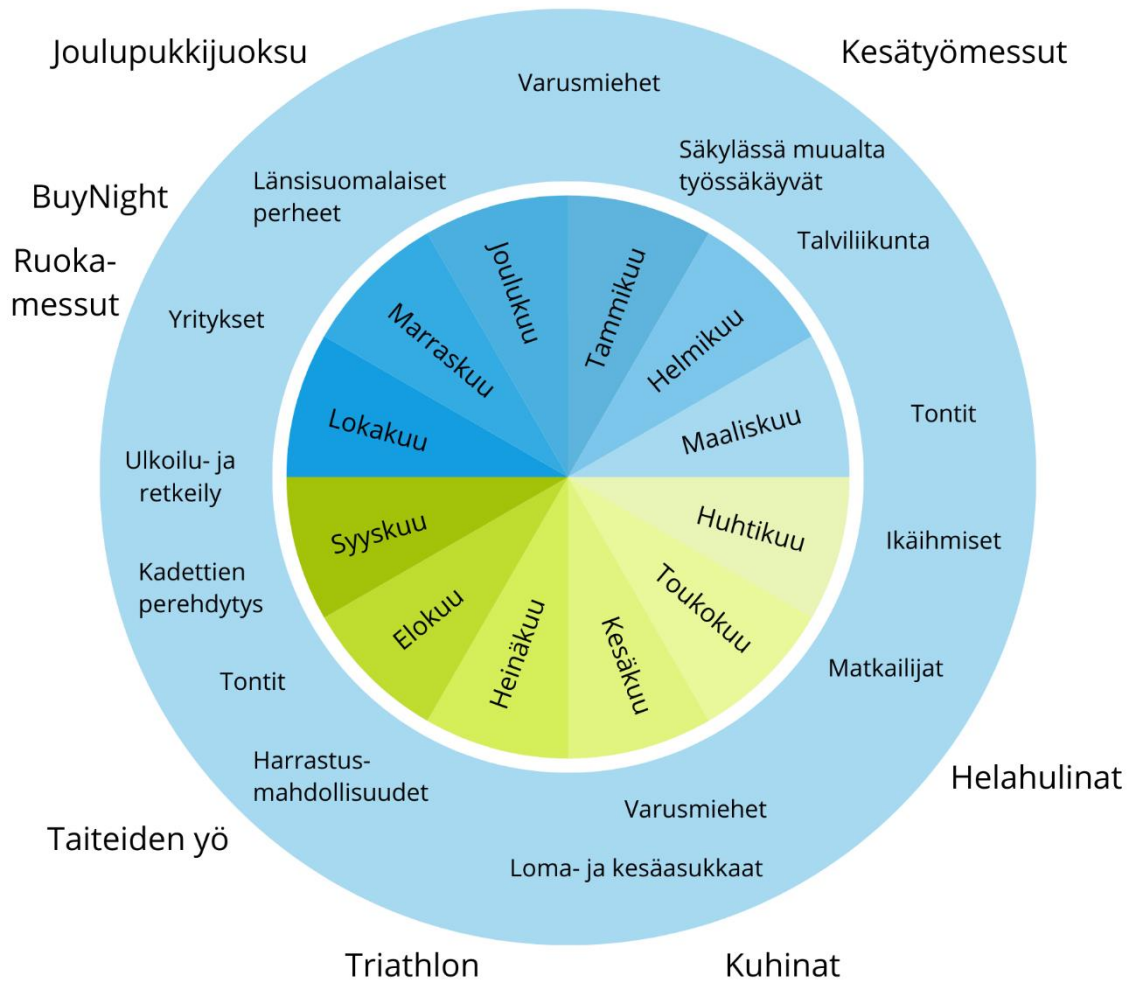 Joulupukkijuoksu
Kesätyömessut
Varusmiehet
Säkylässä muualta
työssäkäyvät
Länsisuomalaiset
perheet
BuyNight
Talviliikunta
Ruoka-
messut
Yritykset
Joulukuu
Tammikuu
Marraskuu
Helmikuu
Lokakuu
Maaliskuu
Tontit
Ulkoilu- ja
retkeily
Syyskuu
Huhtikuu
Ikäihmiset
Kadettien
perehdytys
Elokuu
Toukokuu
Heinäkuu
Kesäkuu
Matkailijat
Tontit
Harrastus-
mahdollisuudet
Helahulinat
Varusmiehet
Taiteiden yö
Loma- ja kesäasukkaat
Triathlon
Kuhinat